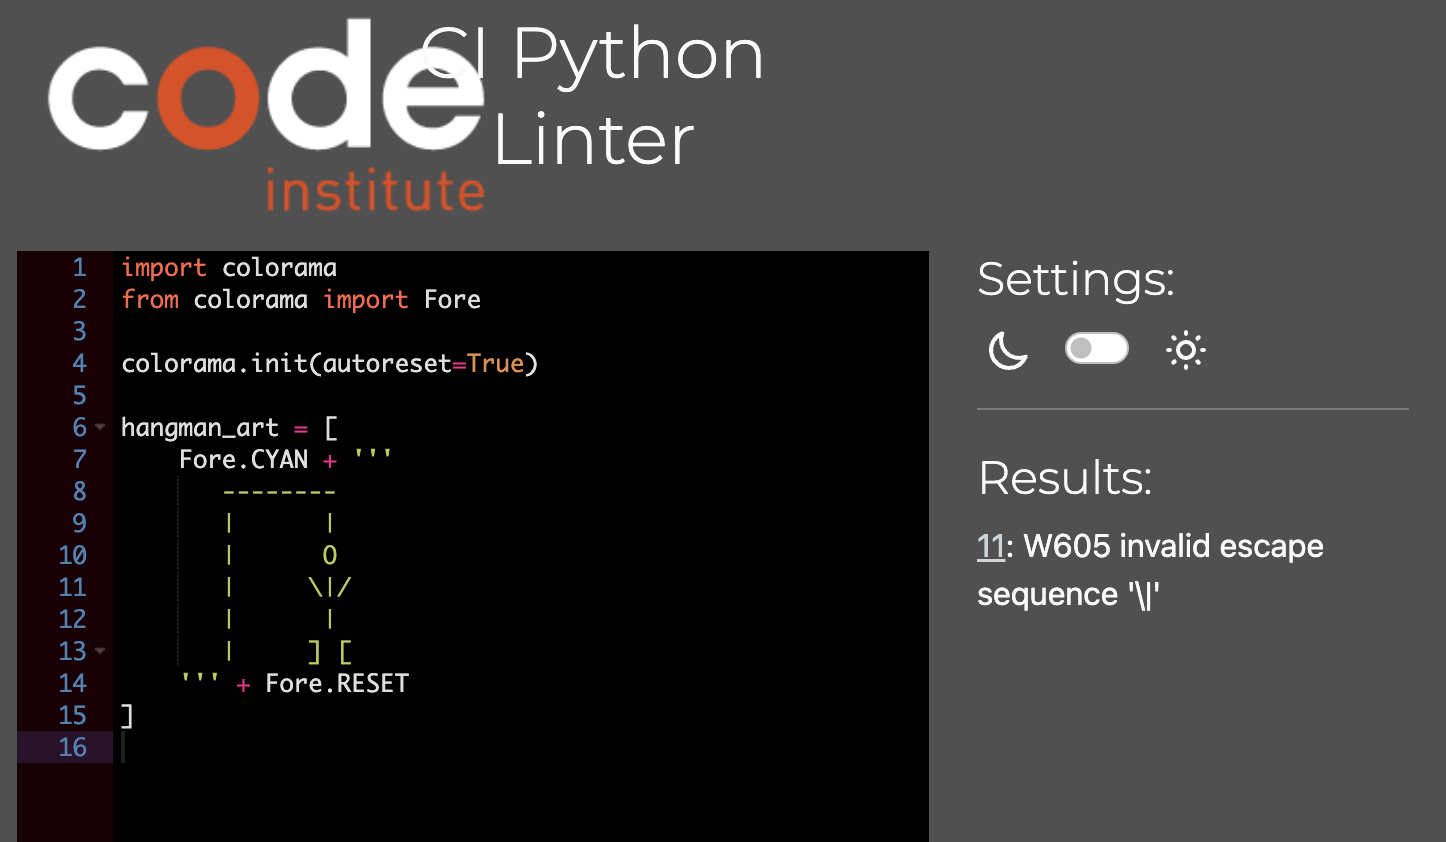 code
institute
CI Python
Linter
1 import colorama
2 from colorama import Fore
3
4 colorama.init(autoreset=True)
5
6 hangman_art = [
7     Fore.CYAN + '''
8        --------
9        |      |
10       |      O
11       |     \|/
12       |      |
13       |     ] [
14    ''' + Fore.RESET
15 ]
16
Settings:
Results:
11: W605 invalid escape
sequence '\|'